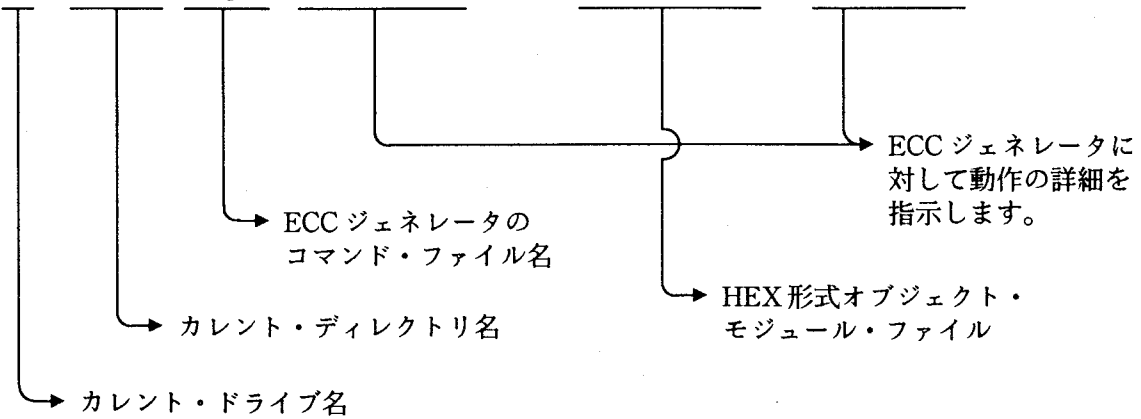 ECC ジェネレータに
対して動作の詳細を
指示します。
ECC ジェネレータの
コマンド・ファイル名
HEX 形式オブジェクト・
モジュール・ファイル
カレント・ディレクトリ名
カレント・ドライブ名